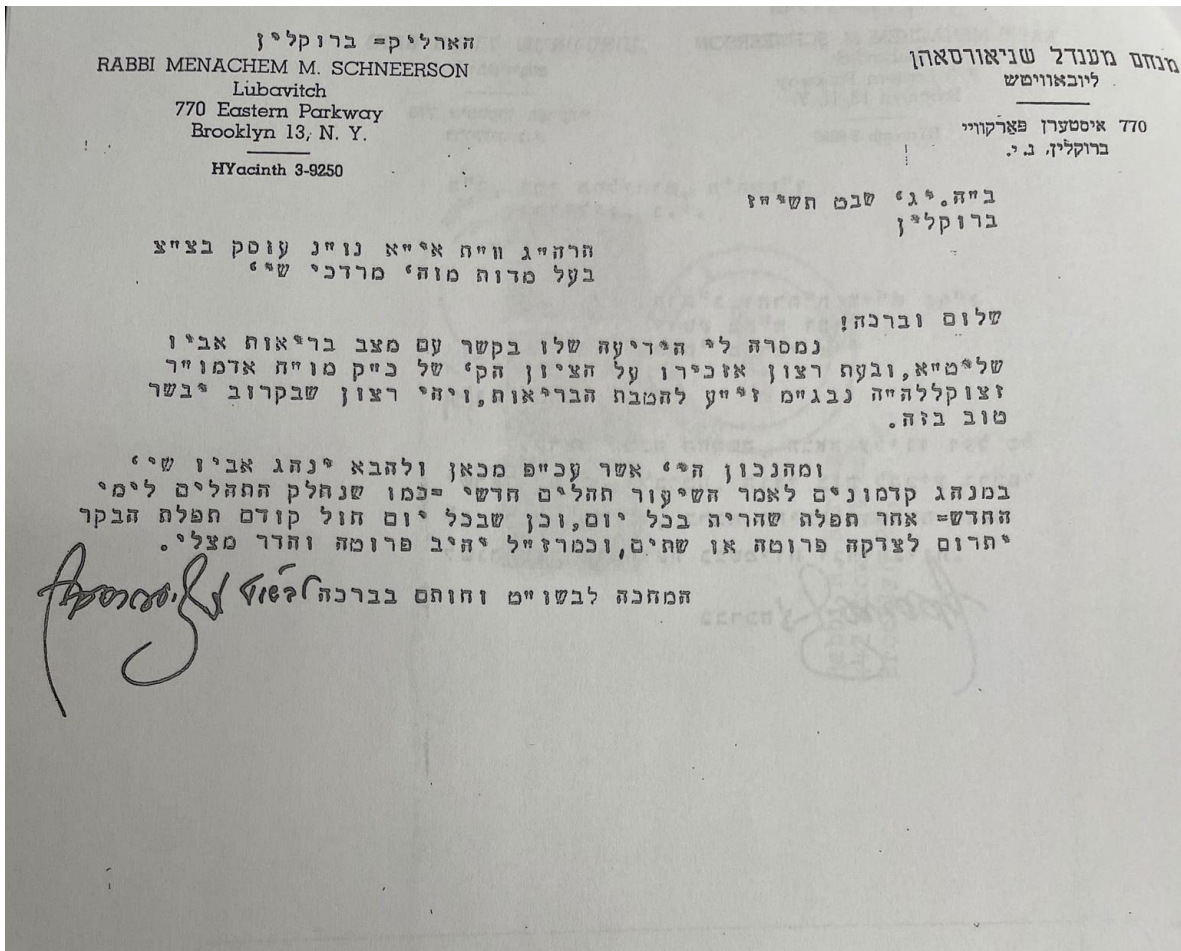 הארליק= ברוקלין
RABBI MENACHEM M. SCHNEERSON
Lubavitch
770 Eastern Parkway
Brooklyn 13, N. Y.
HYacinth 3-9250
מנחם מענדל שניאורסאהן
ליובאוויטש
770 איסטערן פארקוויי
ברוקלין, נ. י.
ב"ה. י"ג' שבט תשי"ז
ברוקלין
הרה"ג וו"ח אי"א נו"נ עוסק בצ"צ
בעל מדות מוה' מרדכי שי'
שלום וברכה!
נמסרה לי הידיעה שלו בקשר עם מצב בריאות אביו
שליט"א, ובעת רצון אזכירו על הציון הק' של כ"ק מו"ח אדמו"ר
זצוקללה"ה נבג"מ זי"ע להטבת הבריאות, ויהי רצון שבקרוב יבשר
טוב בזה.
ומהנכון הי' אשר עכ"פ מכאן ולהבא ינהג אביו שי'
במנהג קדמונים לאמר השיעור תהלים חדשי =כמו שנחלק התהלים לימי
החדש= אחר תפלת שחרית בכל יום, וכן שבכל יום חול קודם תפלת הבקר
יתרום לצדקה פרוטה או שתים, וכמרז"ל יהיב פרוטה והדר מצלי.
המחכה לבשו"ט וחותם בברכה